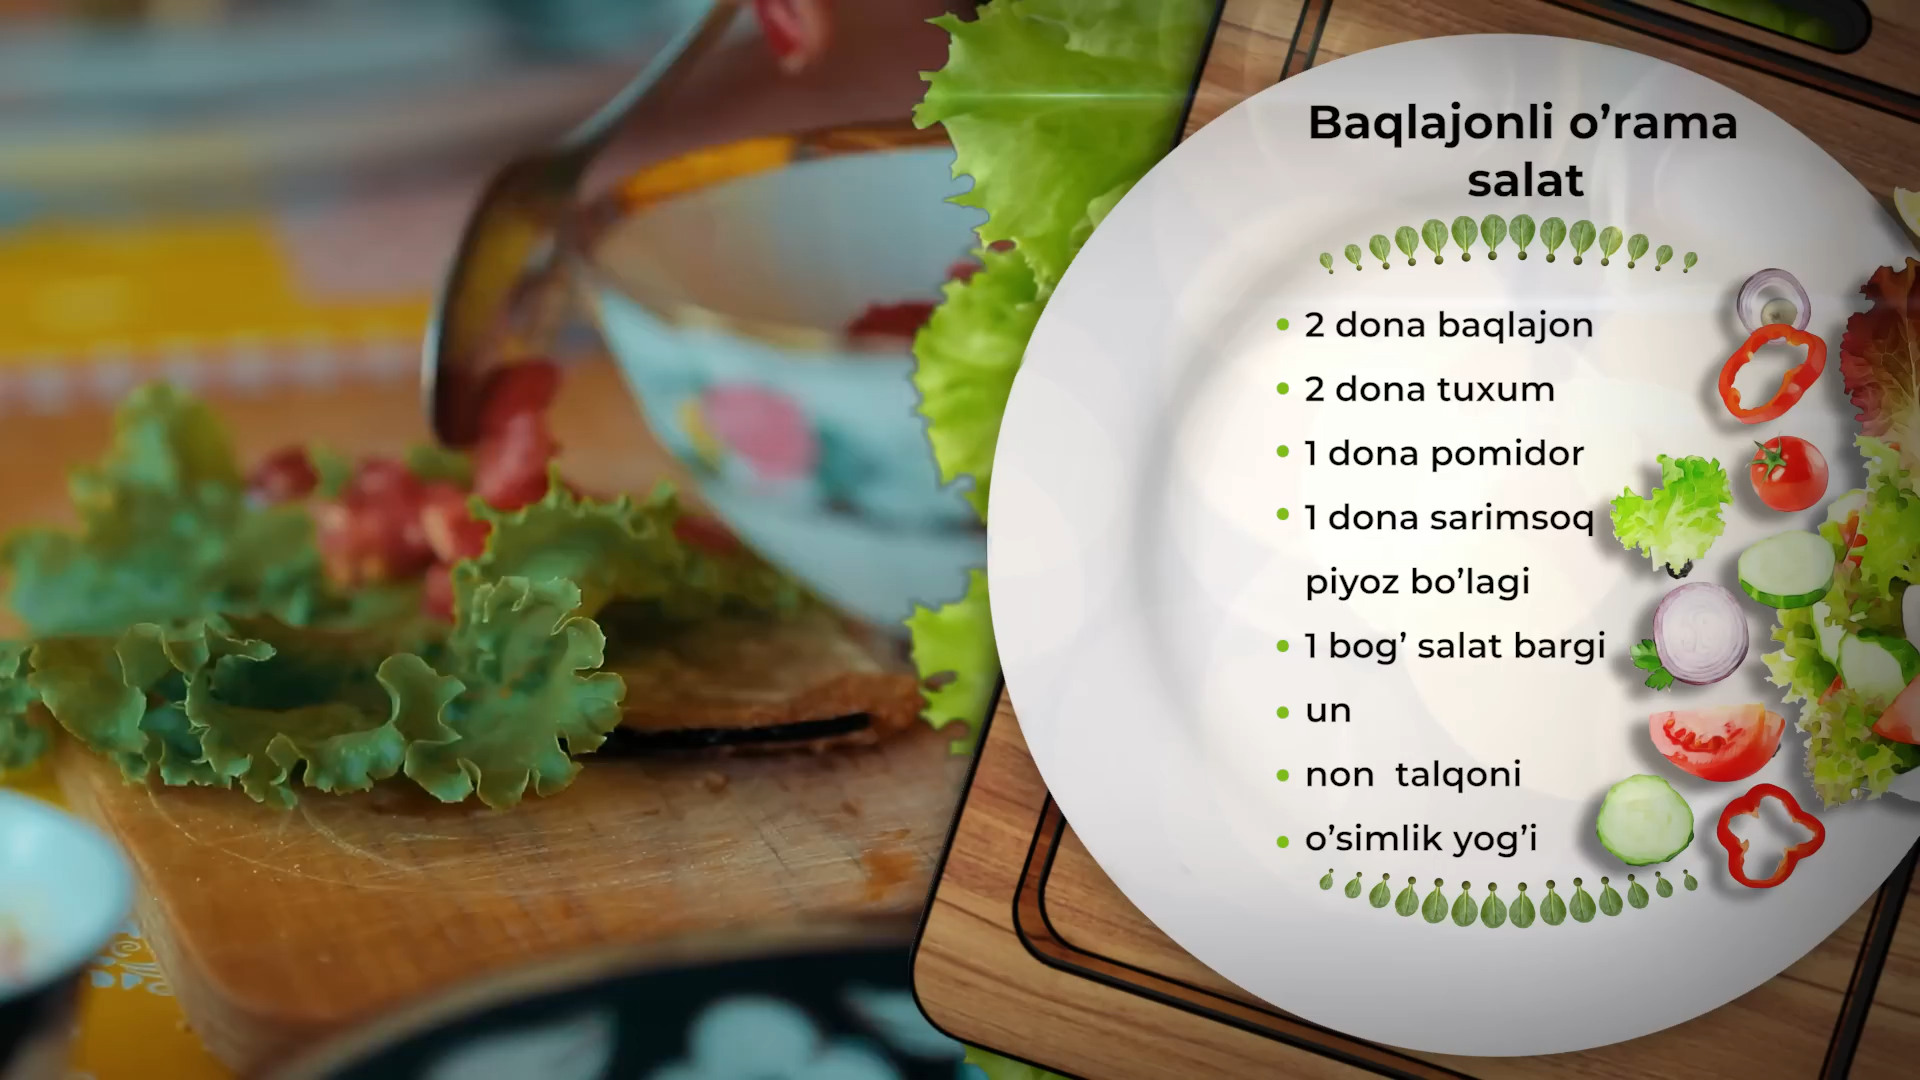 Baqlajonli o’rama
salat
2 dona baqlajon
2 dona tuxum
1 dona pomidor
1 dona sarimsoq
piyoz bo’lagi
1 bog’ salat bargi
un
non  talqoni
o’simlik yog’i